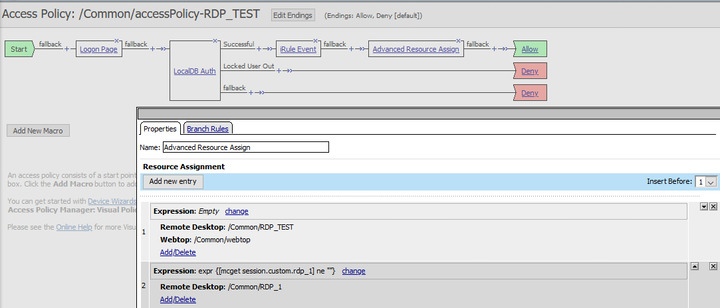 Access Policy: /Common/accessPolicy-RDP_TEST Edit Endings (Endings: Allow, Deny [default])
Start fallback + Logon Page fallback + LocalDB Auth Successful + iRule Event fallback + Advanced Resource Assign fallback + Allow
Locked User Out + Deny
fallback + Deny
Add New Macro
An access policy consists of a start point
box. Click the Add Macro button to add
You can get started with Device Wizards
Access Policy Manager: Visual Policy
Please see the Online Help for more Visu
Properties Branch Rules
Name: Advanced Resource Assign
Resource Assignment
Add new entry Insert Before: 1
1
Expression: Empty change
Remote Desktop: /Common/RDP_TEST
Webtop: /Common/webtop
Add/Delete
2
Expression: expr {[mcget session.custom.rdp_1] ne ""} change
Remote Desktop: /Common/RDP_1
Add/Delete